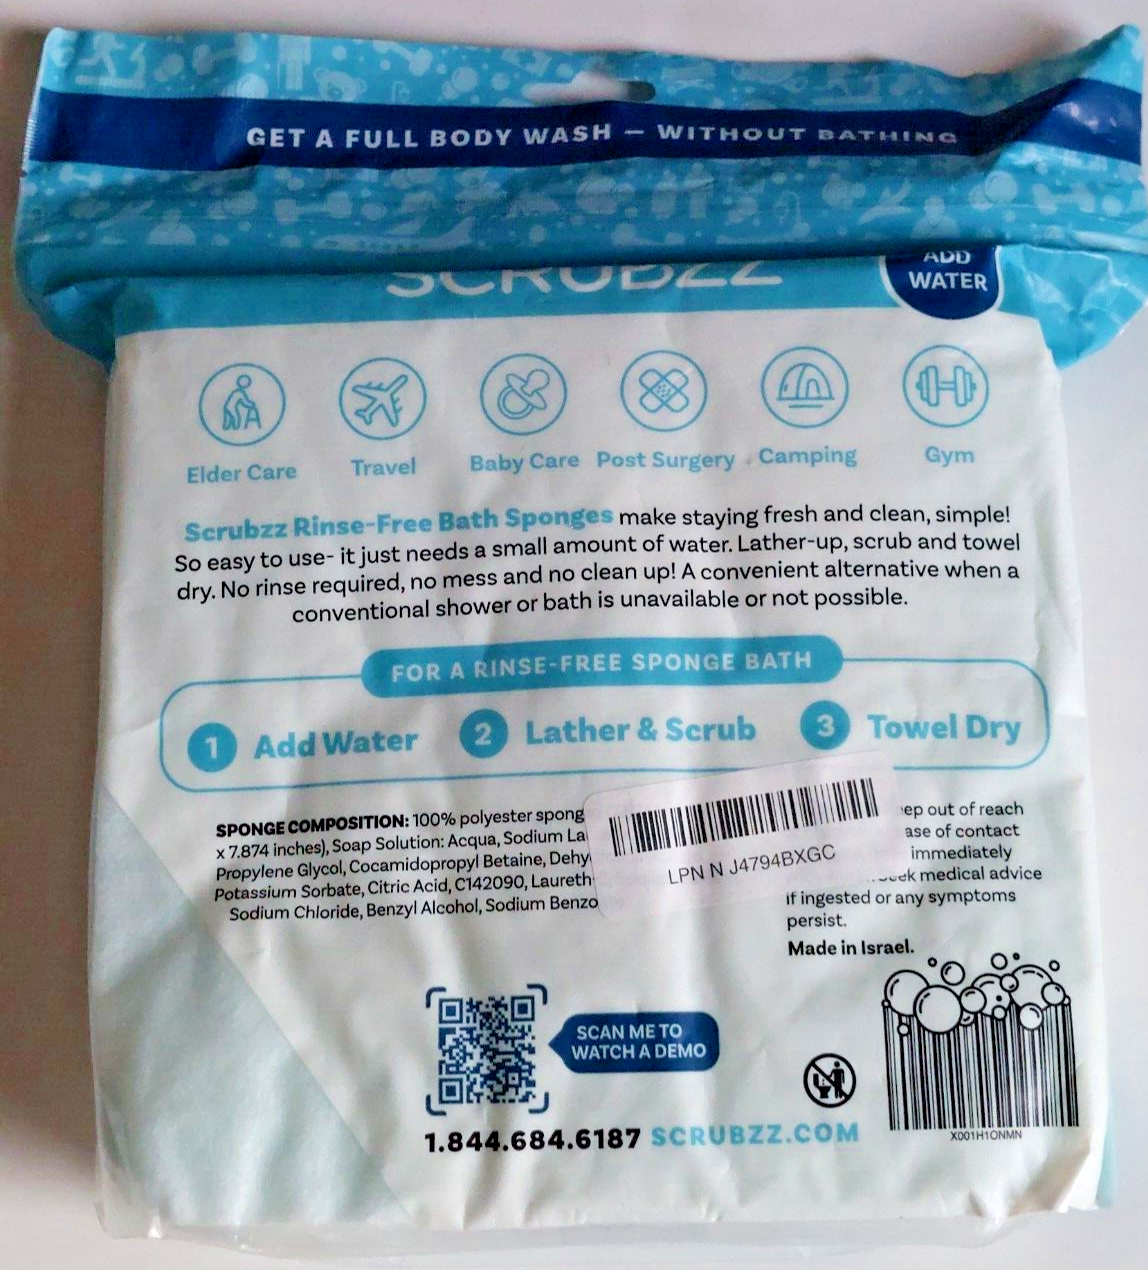 GET A FULL BODY WASH — WITHOUT BATHING
SCRUBZZ
ADD
WATER
Elder Care
Travel
Baby Care
Post Surgery
Camping
Gym
Scrubzz Rinse-Free Bath Sponges make staying fresh and clean, simple!
So easy to use- it just needs a small amount of water. Lather-up, scrub and towel
dry. No rinse required, no mess and no clean up! A convenient alternative when a
conventional shower or bath is unavailable or not possible.
FOR A RINSE-FREE SPONGE BATH
1 Add Water
2 Lather & Scrub
3 Towel Dry
SPONGE COMPOSITION: 100% polyester spong
x 7.874 inches), Soap Solution: Acqua, Sodium La
Propylene Glycol, Cocamidopropyl Betaine, Dehy
Potassium Sorbate, Citric Acid, C142090, Laureth-
Sodium Chloride, Benzyl Alcohol, Sodium Benzo
LPN N J4794BXGC
ep out of reach
ase of contact
immediately
medical advice
if ingested or any symptoms
persist.
Made in Israel.
SCAN ME TO
WATCH A DEMO
1.844.684.6187 SCRUBZZ.COM
X001H1ONMN